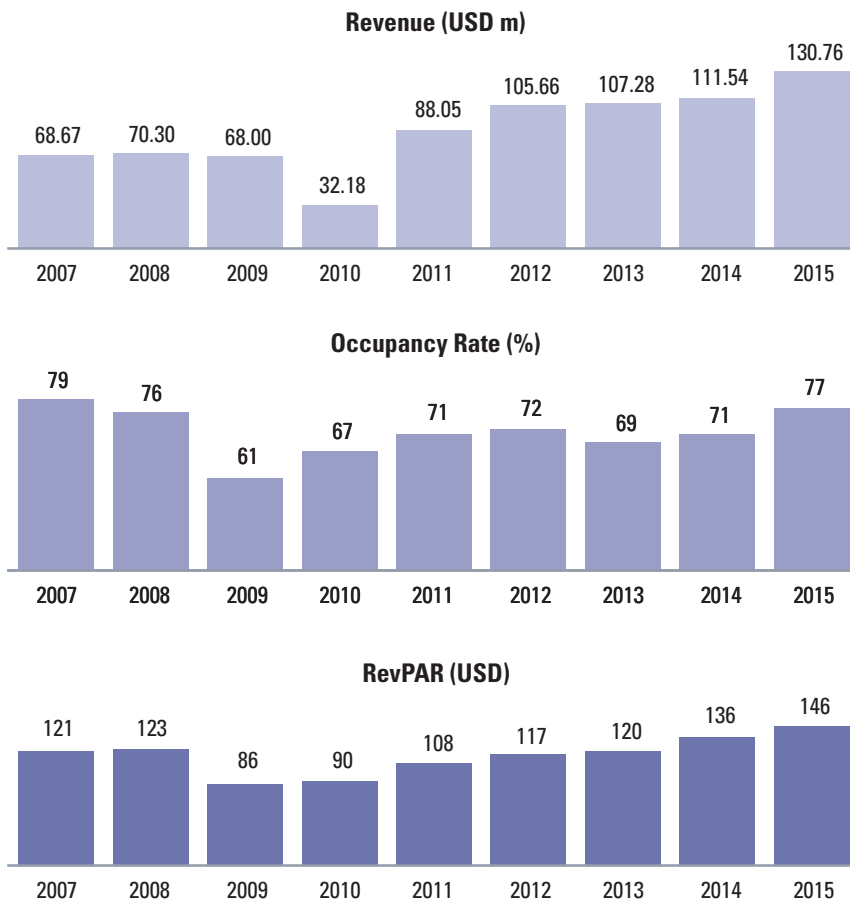 Revenue (USD m)
68.67 70.30 68.00 32.18 88.05 105.66 107.28 111.54 130.76
2007 2008 2009 2010 2011 2012 2013 2014 2015
Occupancy Rate (%)
79 76 61 67 71 72 69 71 77
2007 2008 2009 2010 2011 2012 2013 2014 2015
RevPAR (USD)
121 123 86 90 108 117 120 136 146
2007 2008 2009 2010 2011 2012 2013 2014 2015